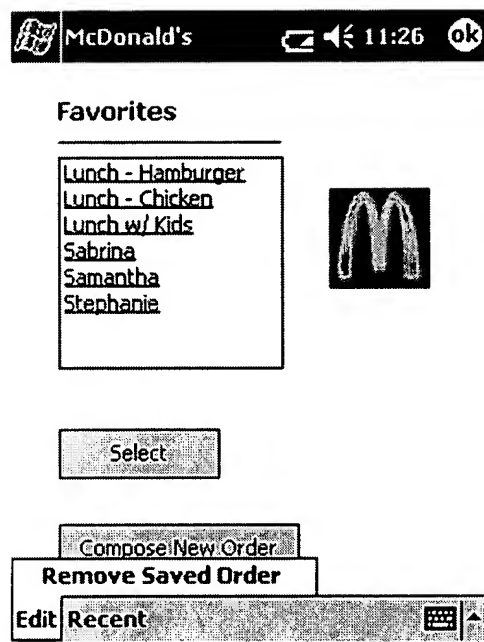 McDonald's 11:26 ok
Favorites
Lunch - Hamburger
Lunch - Chicken
Lunch w/ Kids
Sabrina
Samantha
Stephanie
Select
Compose New Order
Remove Saved Order
Edit Recent